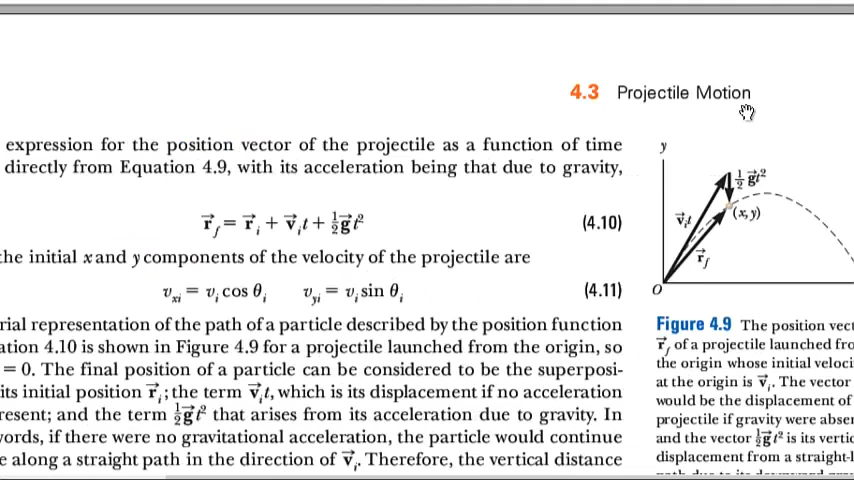 4.3 Projectile Motion
expression for the position vector of the projectile as a function of time
directly from Equation 4.9, with its acceleration being that due to gravity,
r⃗f = r⃗i + v⃗it + ½g⃗t² (4.10)
the initial x and y components of the velocity of the projectile are
vxi = vi cos θi vyi = vi sin θi (4.11)
rial representation of the path of a particle described by the position function
ation 4.10 is shown in Figure 4.9 for a projectile launched from the origin, so
= 0. The final position of a particle can be considered to be the superposi-
its initial position r⃗i; the term v⃗it, which is its displacement if no acceleration
resent; and the term ½g⃗t² that arises from its acceleration due to gravity. In
words, if there were no gravitational acceleration, the particle would continue
e along a straight path in the direction of v⃗i. Therefore, the vertical distance
y
½g⃗t²
(x, y)
v⃗it
r⃗f
O
Figure 4.9 The position vect
r⃗f of a projectile launched fro
the origin whose initial veloci
at the origin is v⃗i. The vector
would be the displacement of
projectile if gravity were absen
and the vector ½g⃗t² is its vertic
displacement from a straight-l